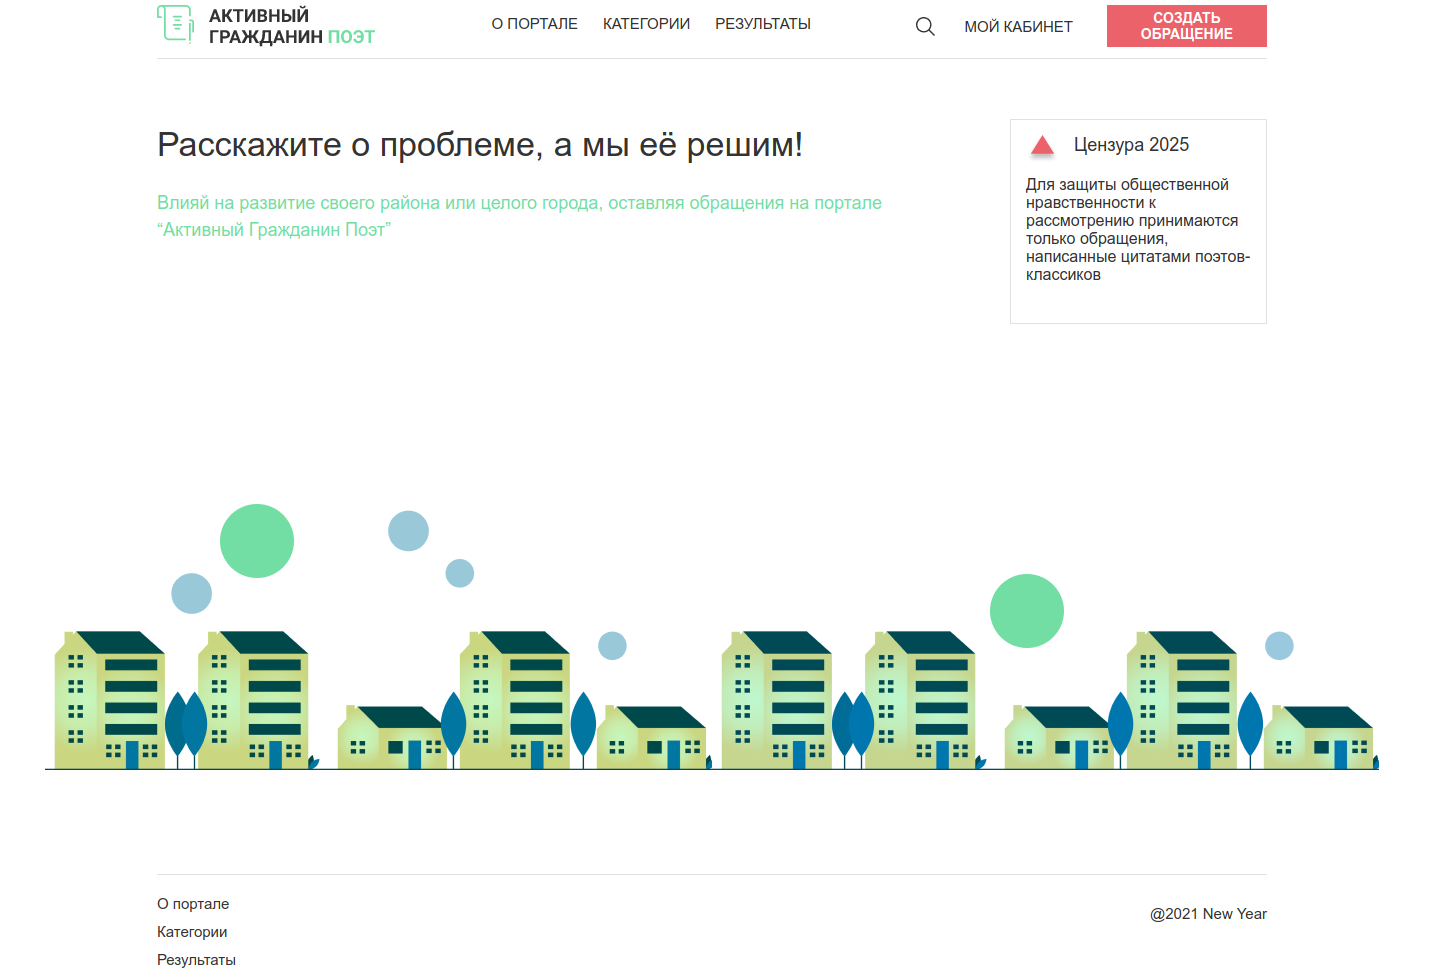 АКТИВНЫЙ
ГРАЖДАНИН ПОЭТ
О ПОРТАЛЕ
КАТЕГОРИИ
РЕЗУЛЬТАТЫ
МОЙ КАБИНЕТ
СОЗДАТЬ
ОБРАЩЕНИЕ
Расскажите о проблеме, а мы её решим!
Влияй на развитие своего района или целого города, оставляя обращения на портале
“Активный Гражданин Поэт”
Цензура 2025
Для защиты общественной
нравственности к
рассмотрению принимаются
только обращения,
написанные цитатами поэтов-
классиков
О портале
Категории
Результаты
@2021 New Year